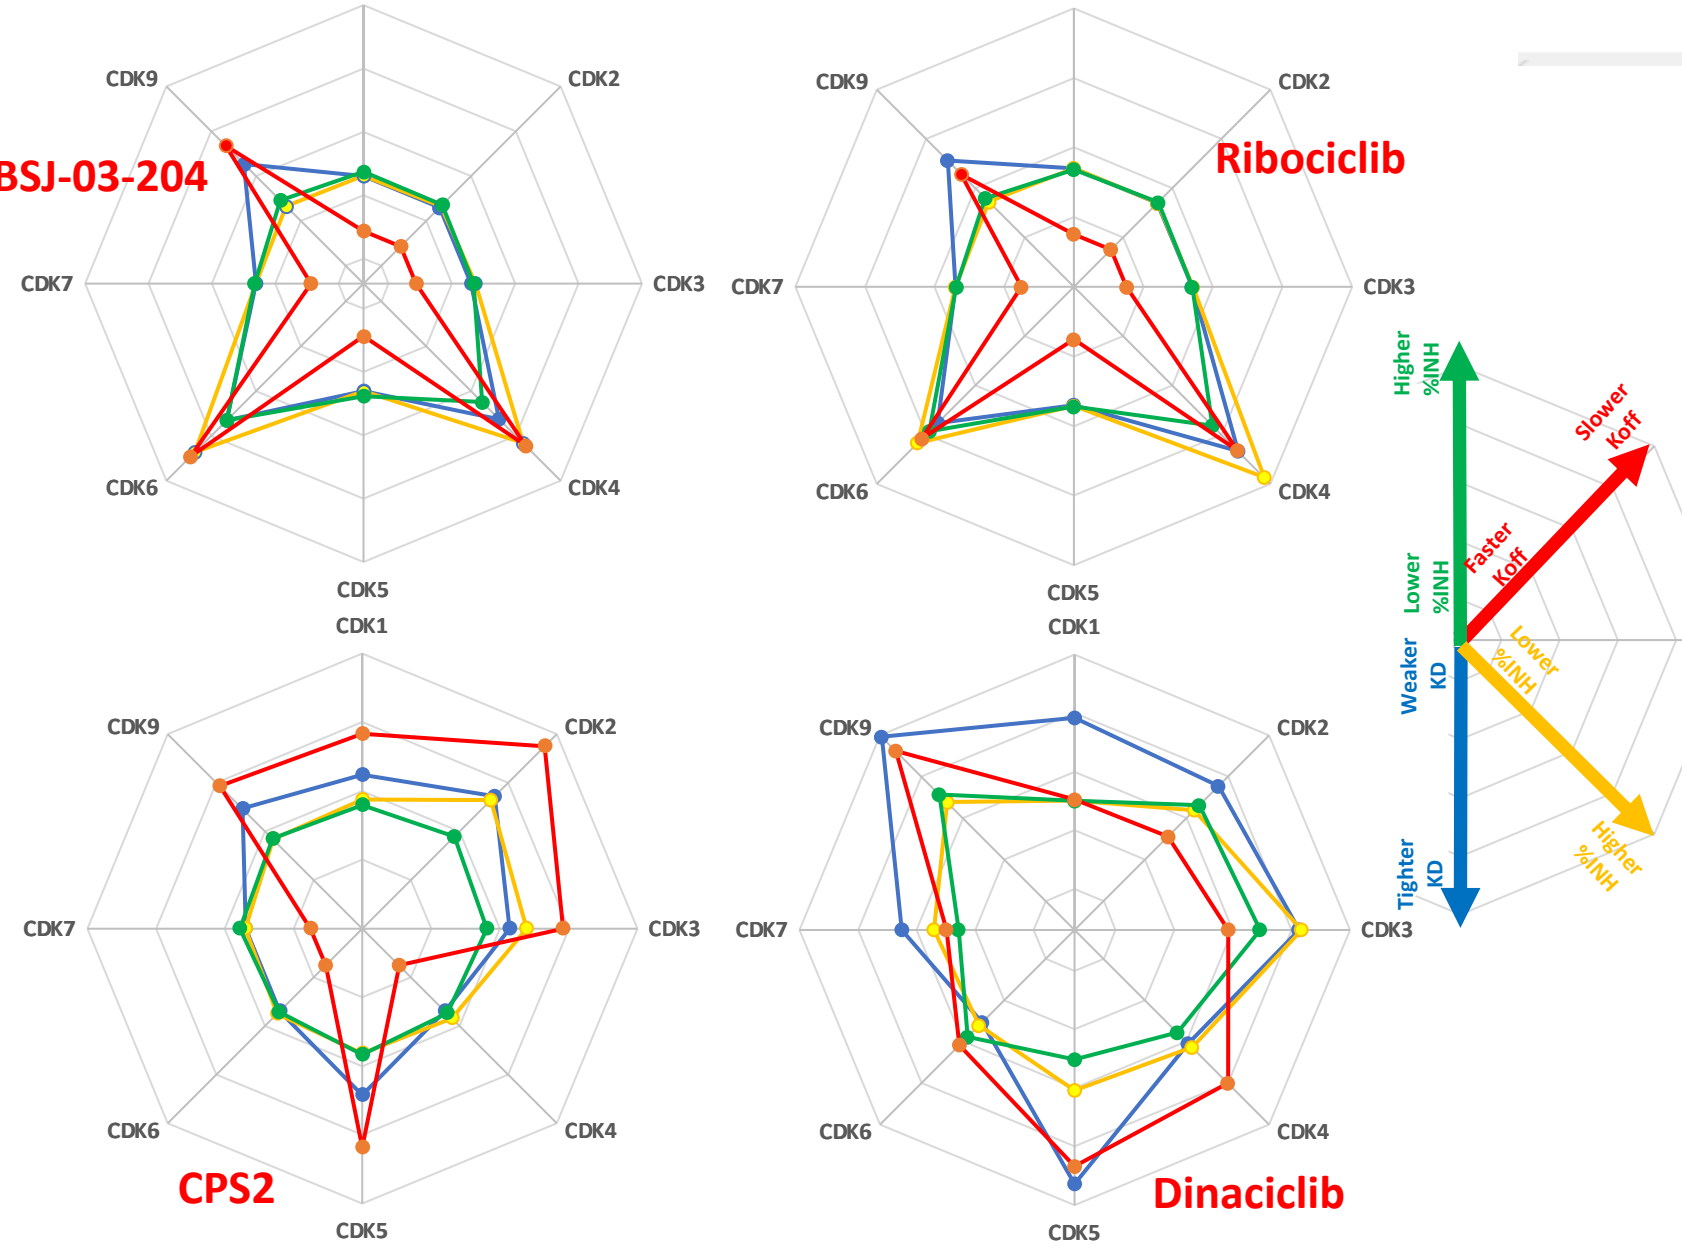 CDK9
CDK2
BSJ-03-204
CDK7
CDK3
CDK6
CDK4
CDK5
CDK9
CDK2
Ribociclib
CDK7
CDK3
CDK6
CDK4
CDK5
CDK1
CDK9
CDK2
CDK7
CDK3
CDK6
CDK4
CPS2
CDK5
CDK1
CDK9
CDK2
CDK7
CDK3
CDK6
CDK4
Dinaciclib
CDK5
Higher
%INH
Slower
Koff
Faster
Koff
Lower
%INH
Weaker
KD
Lower
%INH
Tighter
KD
Higher
%INH